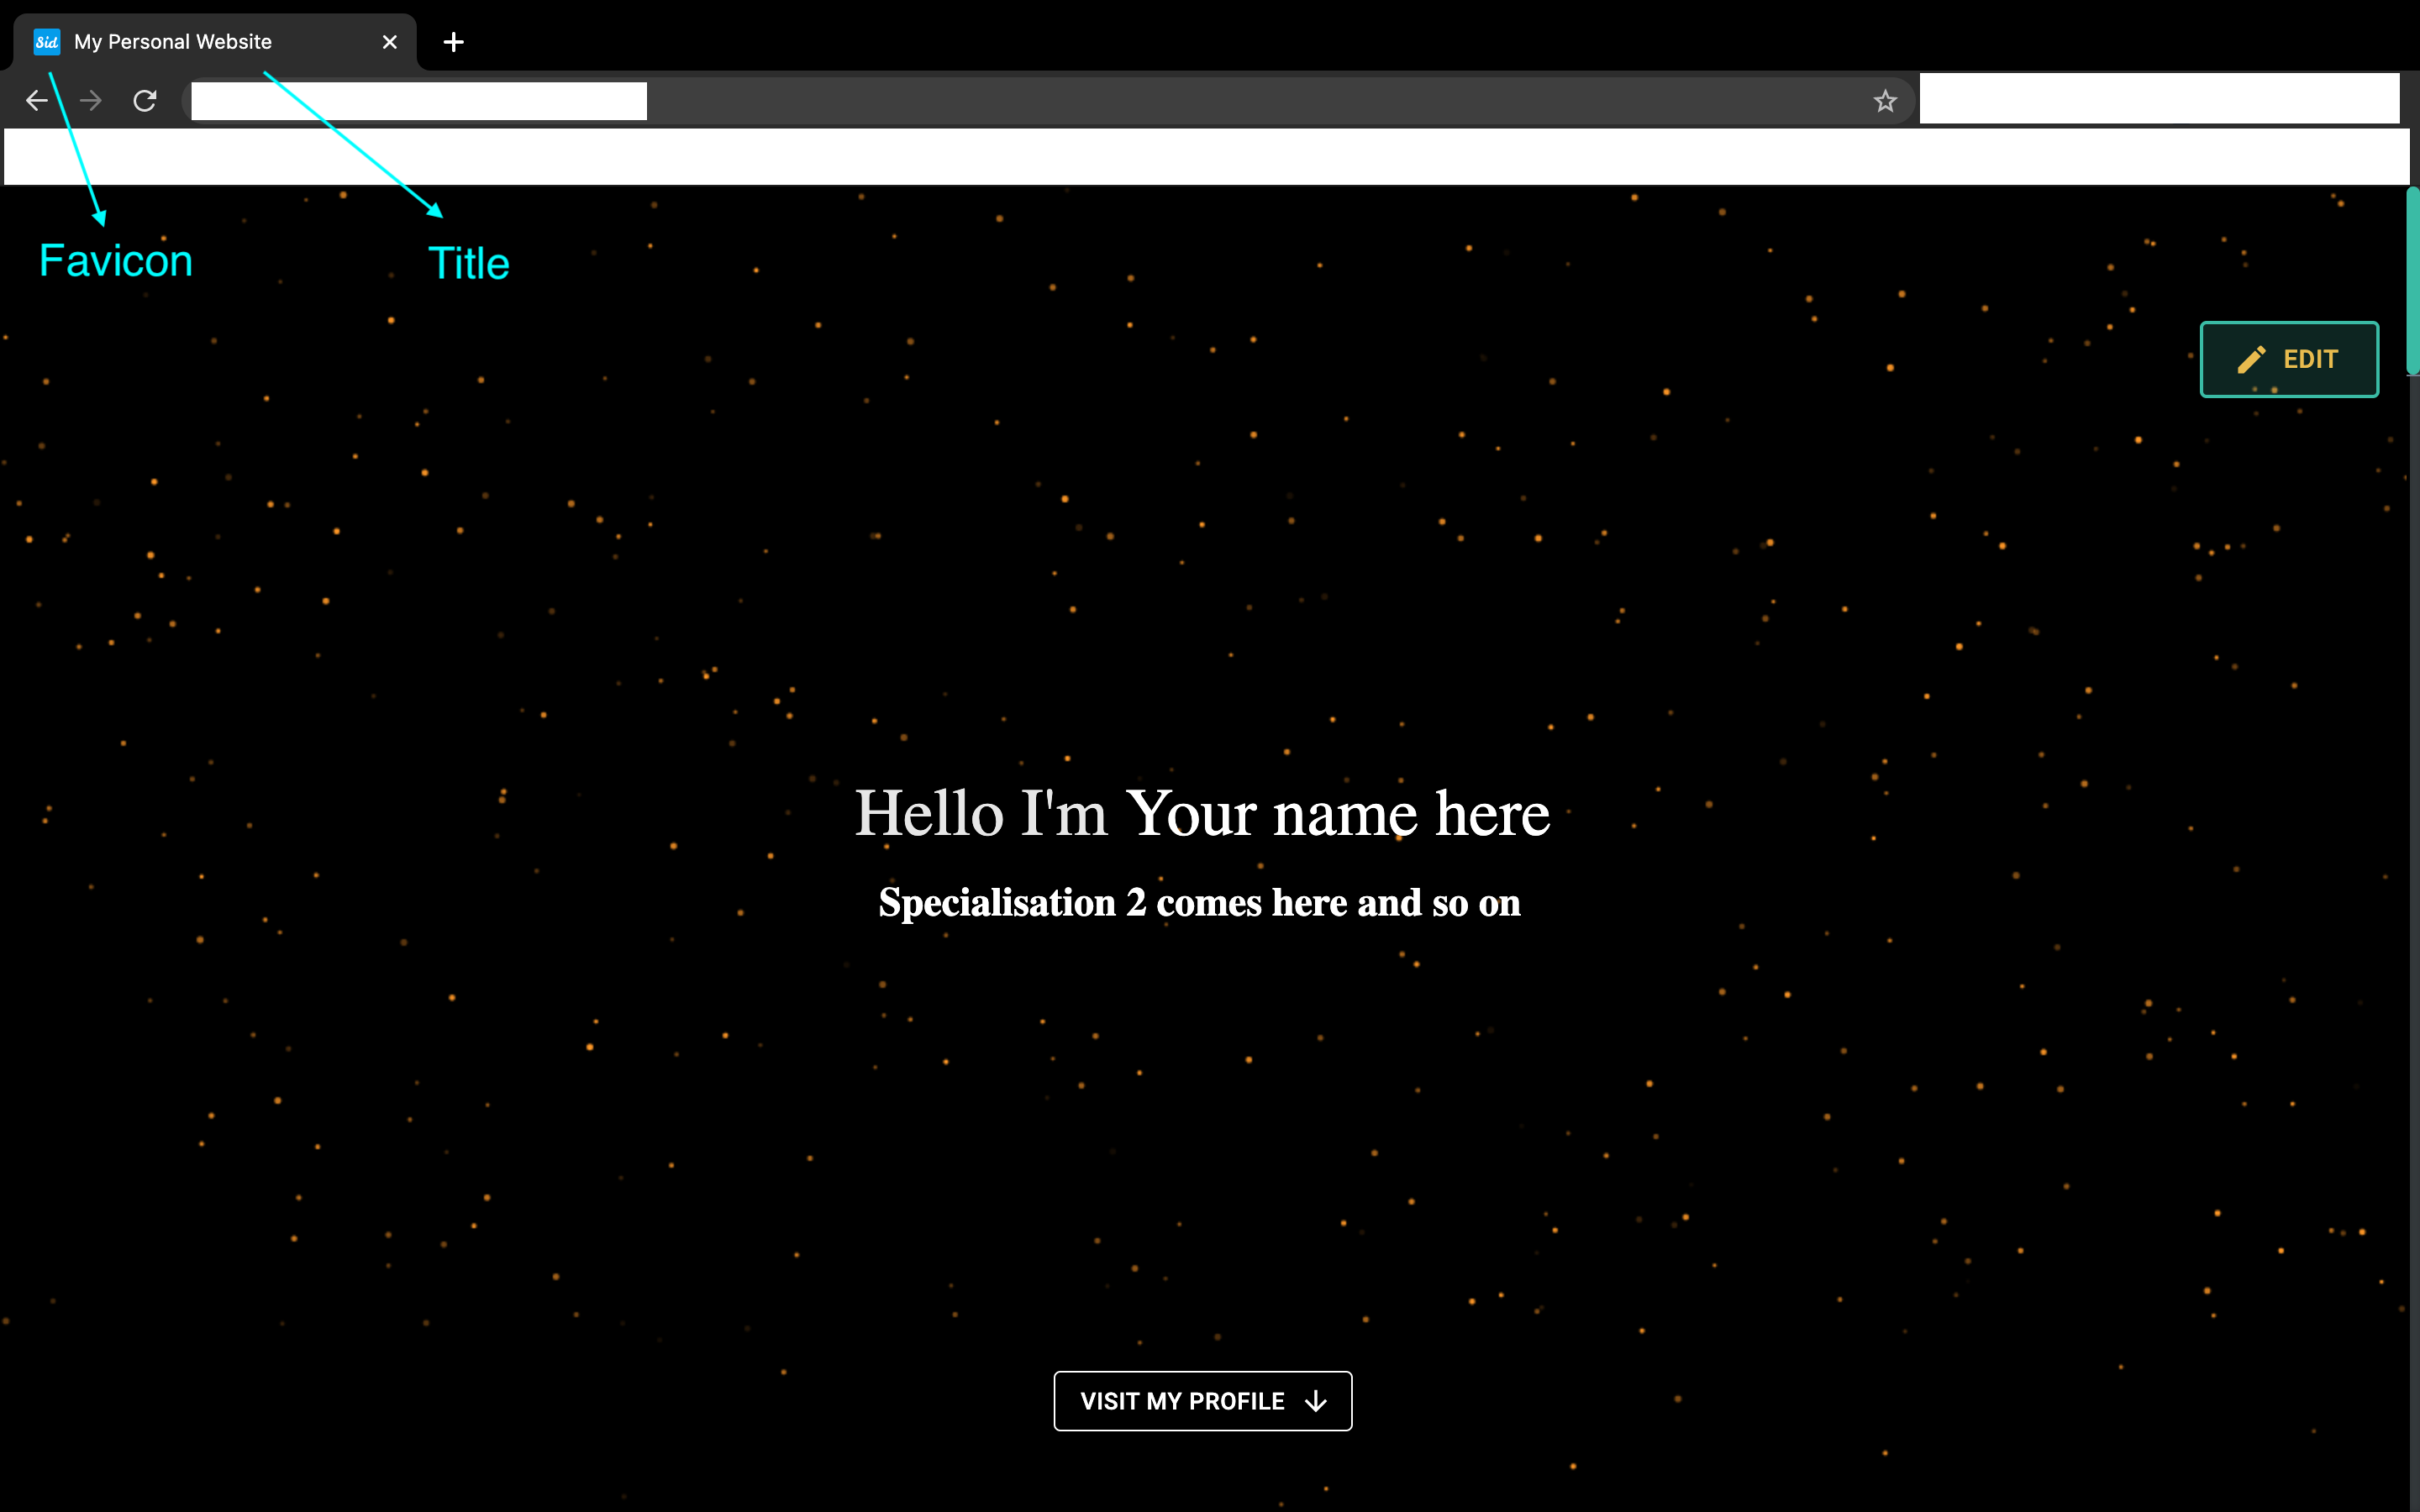 Sid My Personal Website
Favicon
Title
EDIT
Hello I'm Your name here
Specialisation 2 comes here and so on
VISIT MY PROFILE